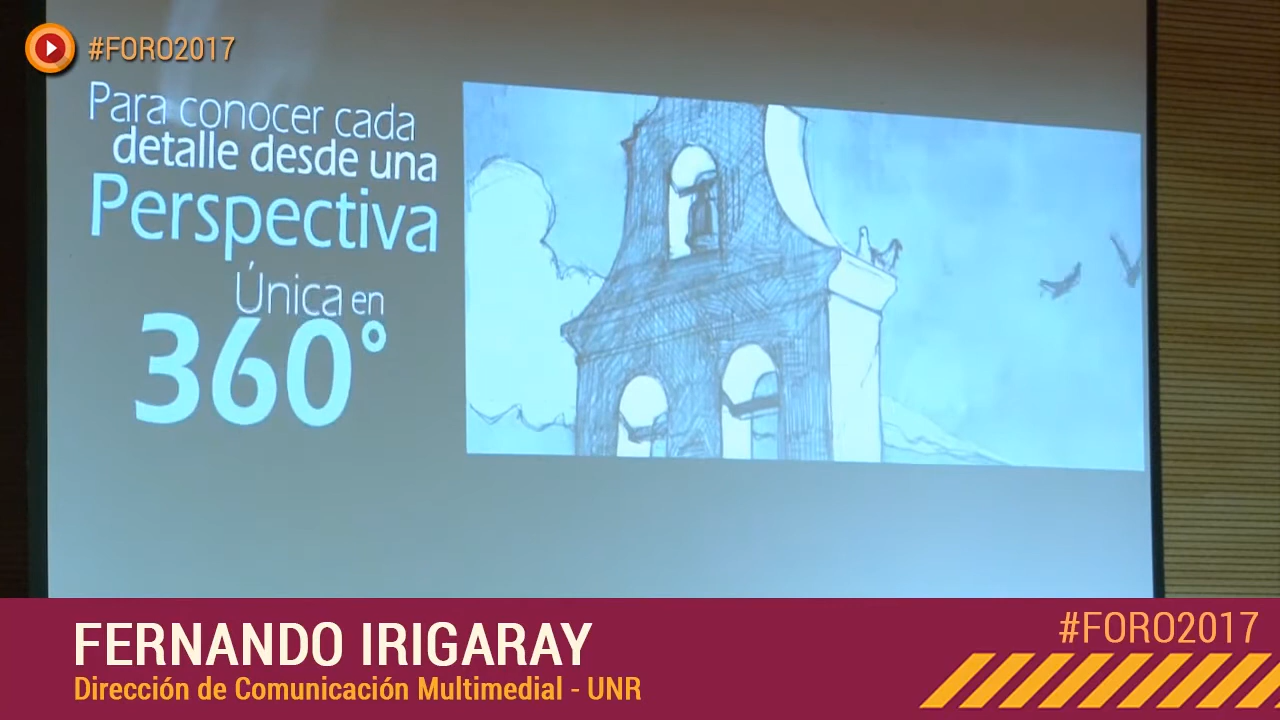 #FORO2017
Para conocer cada
detalle desde una
Perspectiva
Única en
360°
FERNANDO IRIGARAY
Dirección de Comunicación Multimedial - UNR
#FORO2017